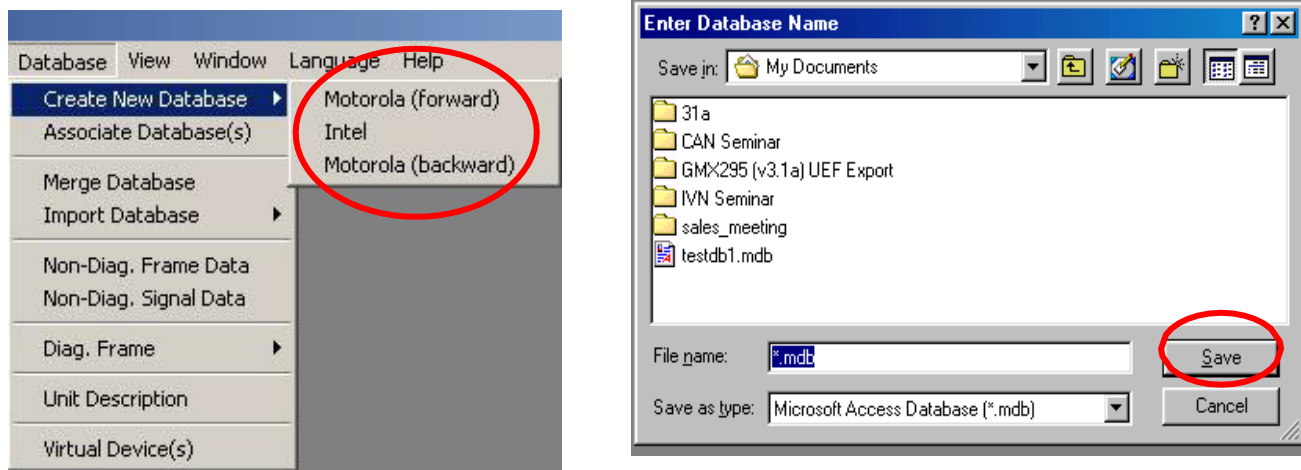 Database View Window Language Help
Create New Database
Associate Database(s)
Merge Database
Import Database
Non-Diag. Frame Data
Non-Diag. Signal Data
Diag. Frame
Unit Description
Virtual Device(s)
Motorola (forward)
Intel
Motorola (backward)
Enter Database Name
Save in: My Documents
31a
CAN Seminar
GMX295 (v3.1a) UEF Export
IVN Seminar
sales_meeting
testdb1.mdb
File name: *.mdb Save
Save as type: Microsoft Access Database (*.mdb) Cancel